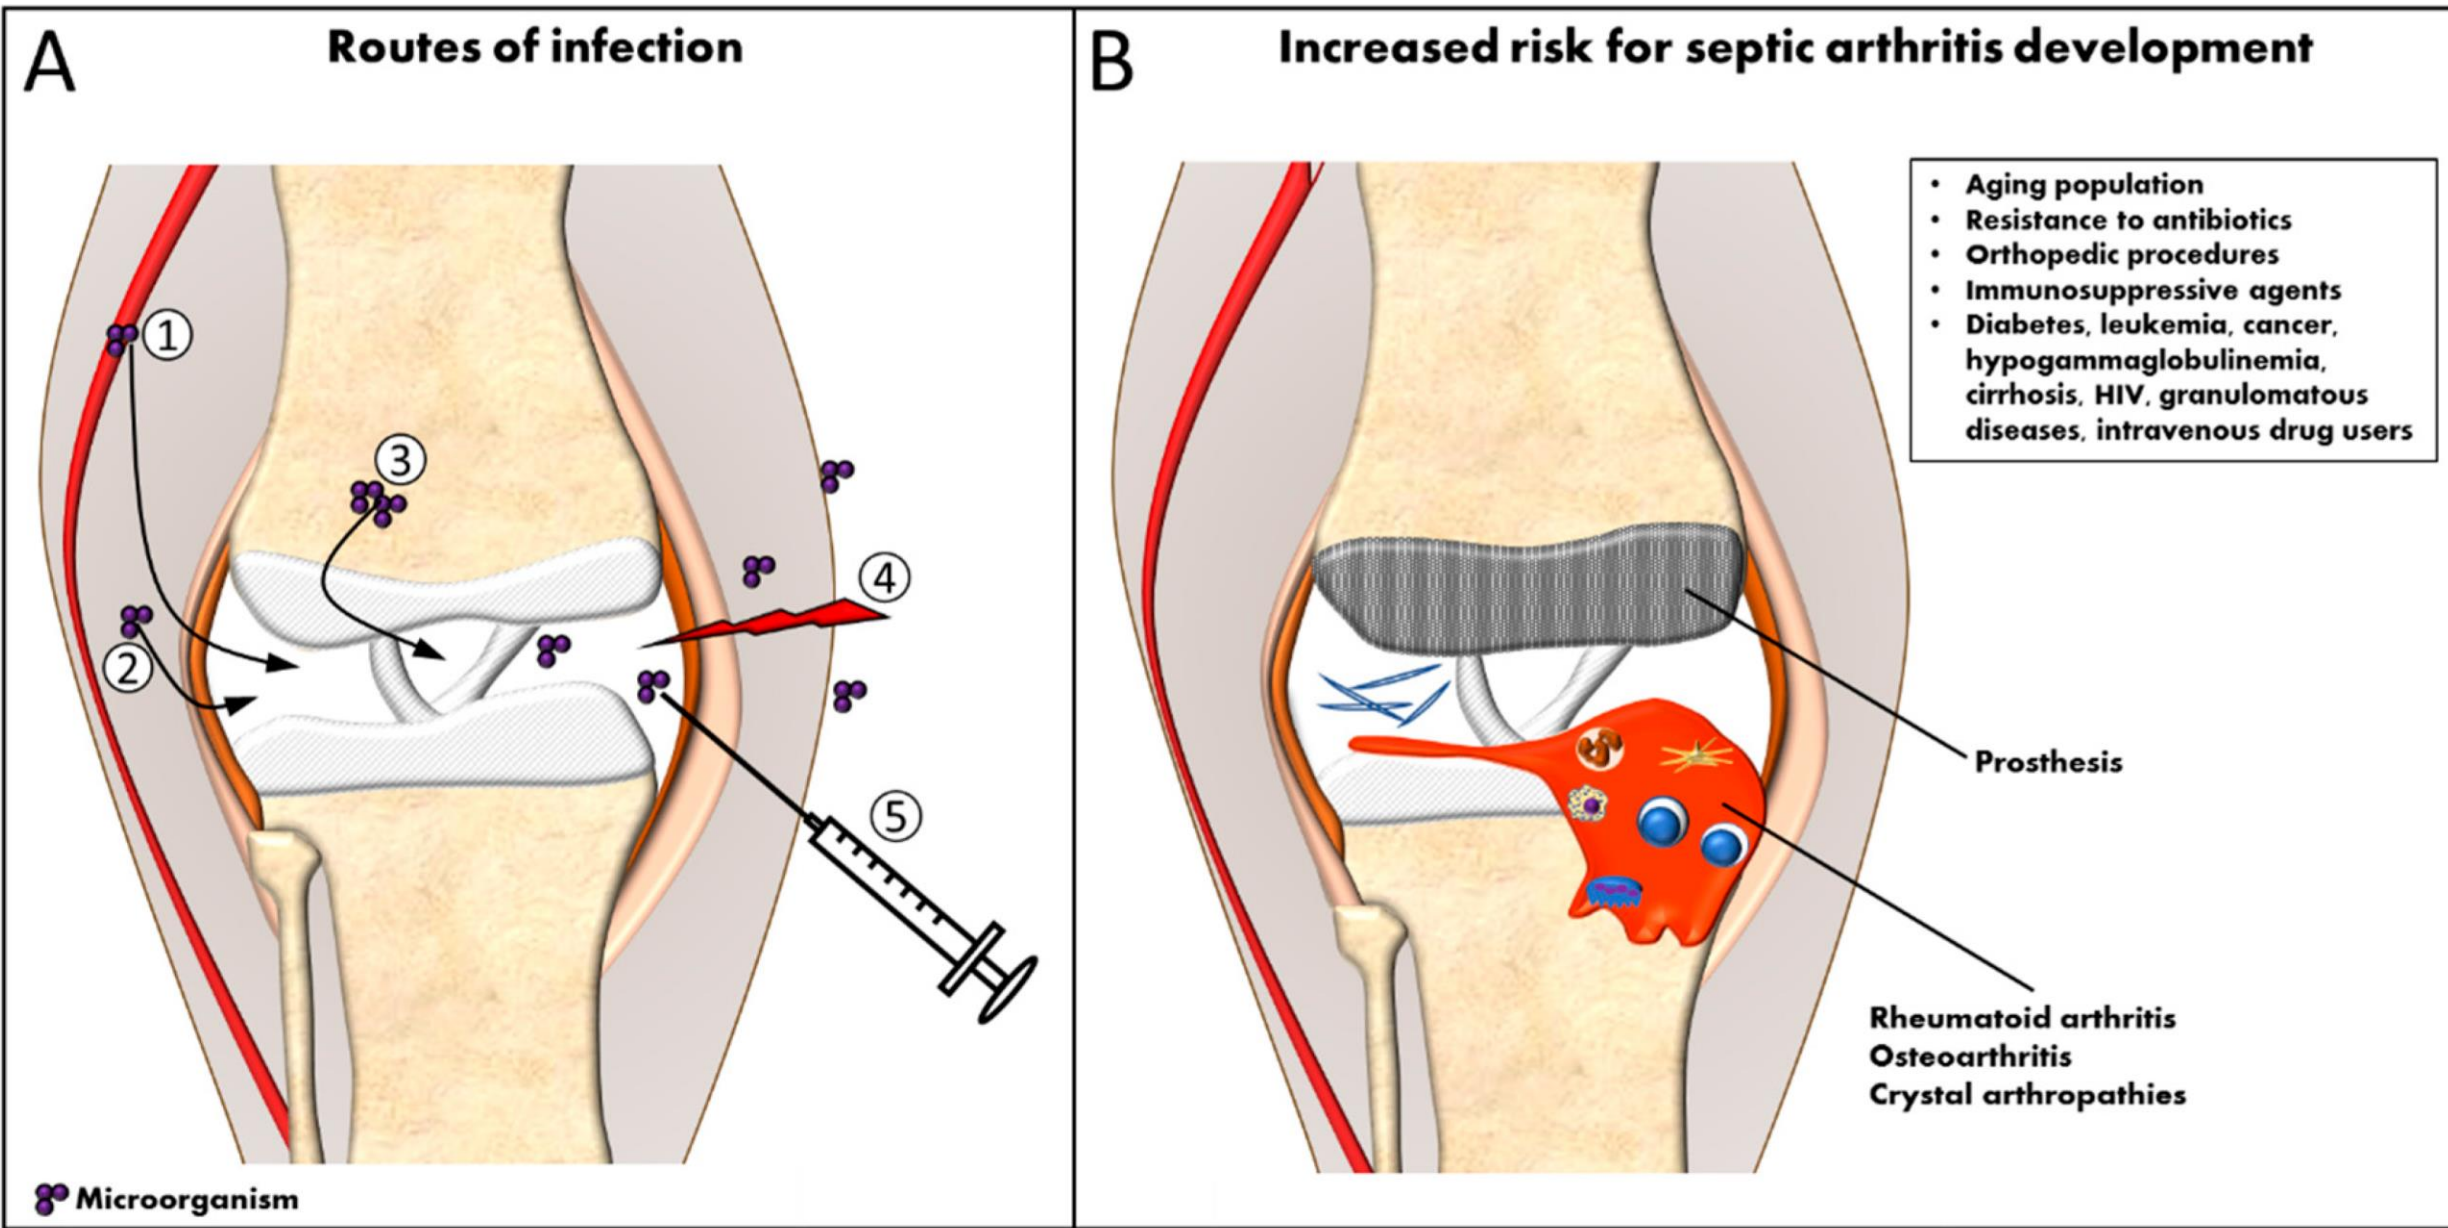 A
Routes of infection
1
2
3
4
5
Microorganism
B
Increased risk for septic arthritis development
• Aging population
• Resistance to antibiotics
• Orthopedic procedures
• Immunosuppressive agents
• Diabetes, leukemia, cancer,
hypogammaglobulinemia,
cirrhosis, HIV, granulomatous
diseases, intravenous drug users
Prosthesis
Rheumatoid arthritis
Osteoarthritis
Crystal arthropathies